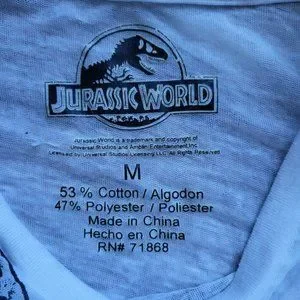 JURASSIC WORLD
Jurassic World is a trademark and copyright of
Universal Studios and Amblin Entertainment Inc.
Licensed by Universal Studios Licensing LLC. All Rights Reserved.
M
53 % Cotton / Algodon
47% Polyester / Poliester
Made in China
Hecho en China
RN# 71868